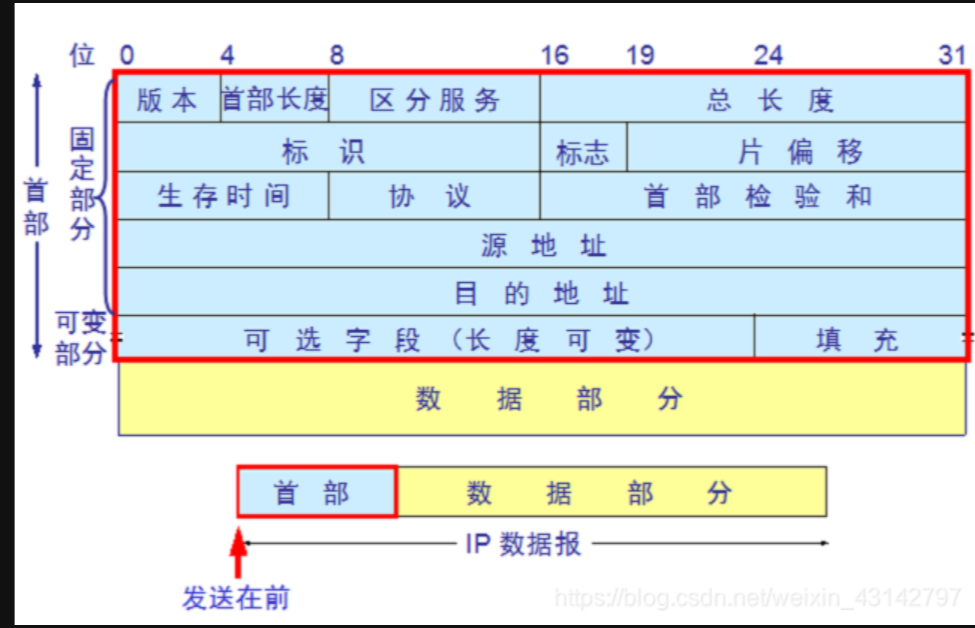 位 0 4 8 16 19 24 31
版本 首部长度 区分服务 总长度
标识 标志 片偏移
生存时间 协议 首部检验和
源地址
目的地址
可选字段（长度可变） 填充
数据部分
首部
固定部分
可变部分
首部 数据部分
IP 数据报
发送在前
https://blog.csdn.net/weixin_43142797